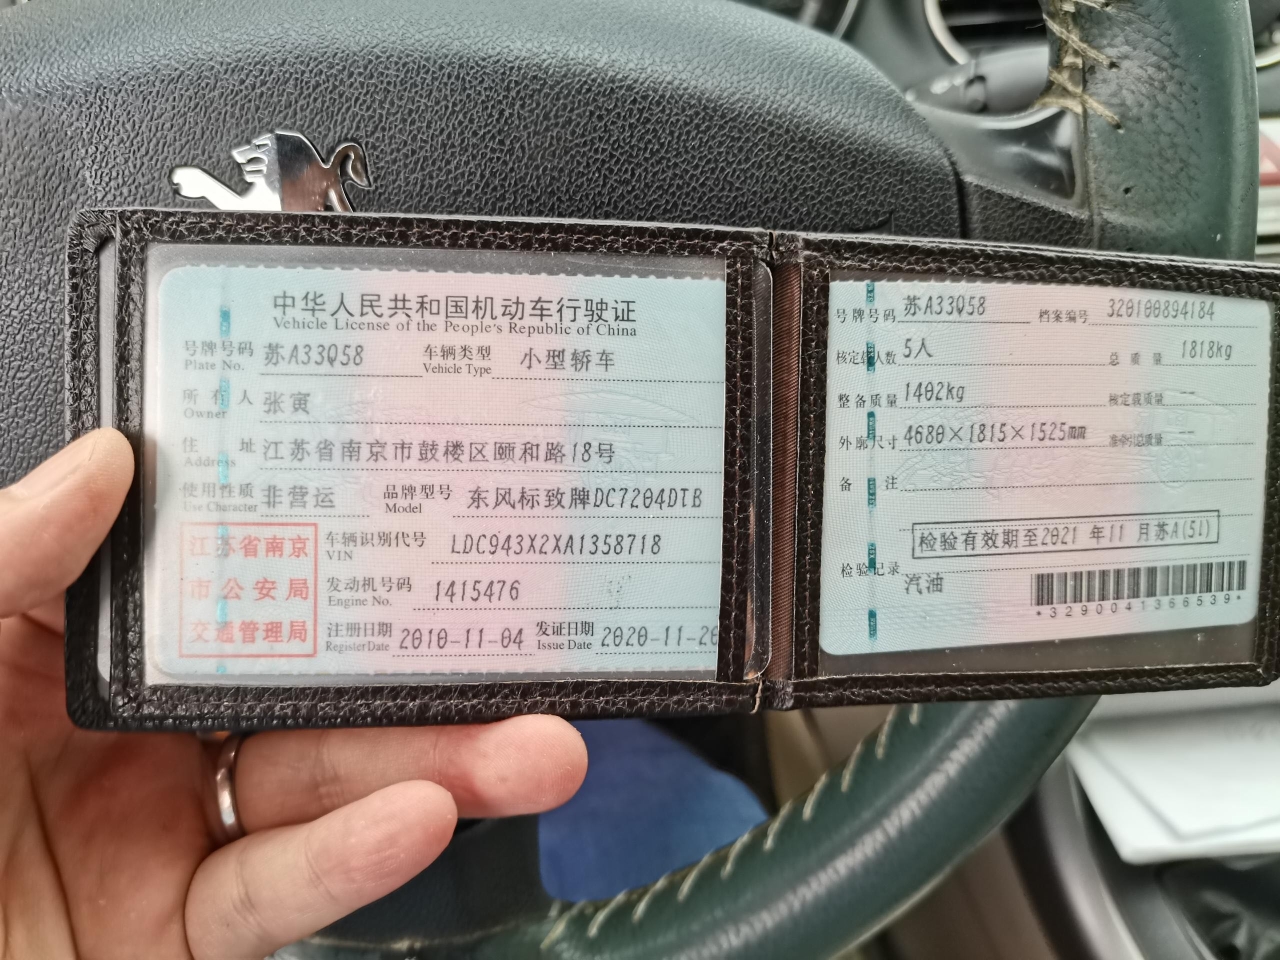 中华人民共和国机动车行驶证
Vehicle License of the People's Republic of China
号牌号码 苏A33Q58 车辆类型 小型轿车
Plate No. Vehicle Type
所有人 张寅
Owner
住址 江苏省南京市鼓楼区颐和路18号
Address
使用性质 非营运 品牌型号 东风标致牌DC7204DTB
Use Character Model
江苏省南京
市公安局
交通管理局
车辆识别代号 LDC943X2XA1358718
VIN
发动机号码 1415476
Engine No.
注册日期 2010-11-04 发证日期 2020-11-20
Register Date Issue Date
号牌号码 苏A33Q58 档案编号 320100894184
核定载人数 5人 总质量 1818kg
整备质量 1402kg 核定载质量 --
外廓尺寸 4680×1815×1525mm 准牵引总质量 --
备注
检验有效期至2021年11月苏A(51)
检验记录
汽油
*3290041366539*